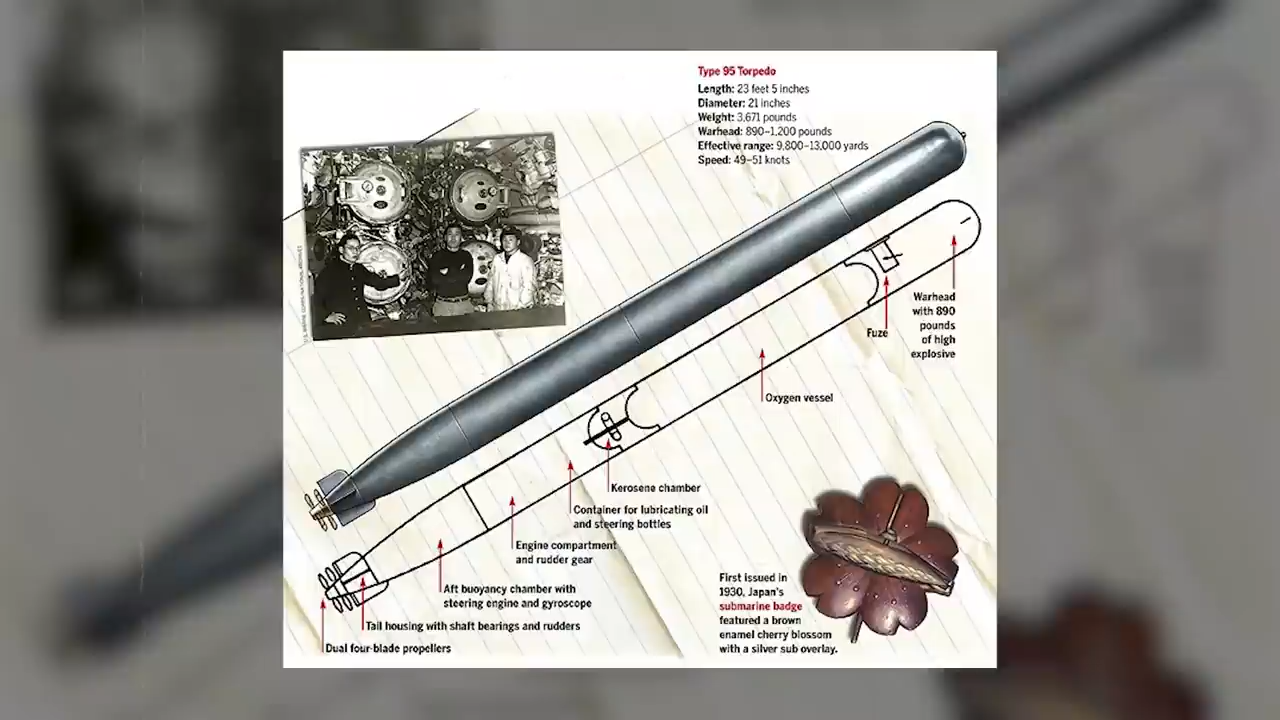 Type 95 Torpedo
Length: 23 feet 5 inches
Diameter: 21 inches
Weight: 3,671 pounds
Warhead: 890–1,200 pounds
Effective range: 9,800–13,000 yards
Speed: 49–51 knots
Warhead
with 890
pounds
of high
explosive
Fuze
Oxygen vessel
Kerosene chamber
Container for lubricating oil
and steering bottles
Engine compartment
and rudder gear
Aft buoyancy chamber with
steering engine and gyroscope
Tail housing with shaft bearings and rudders
Dual four-blade propellers
First issued in
1930, Japan's
submarine badge
featured a brown
enamel cherry blossom
with a silver sub overlay.